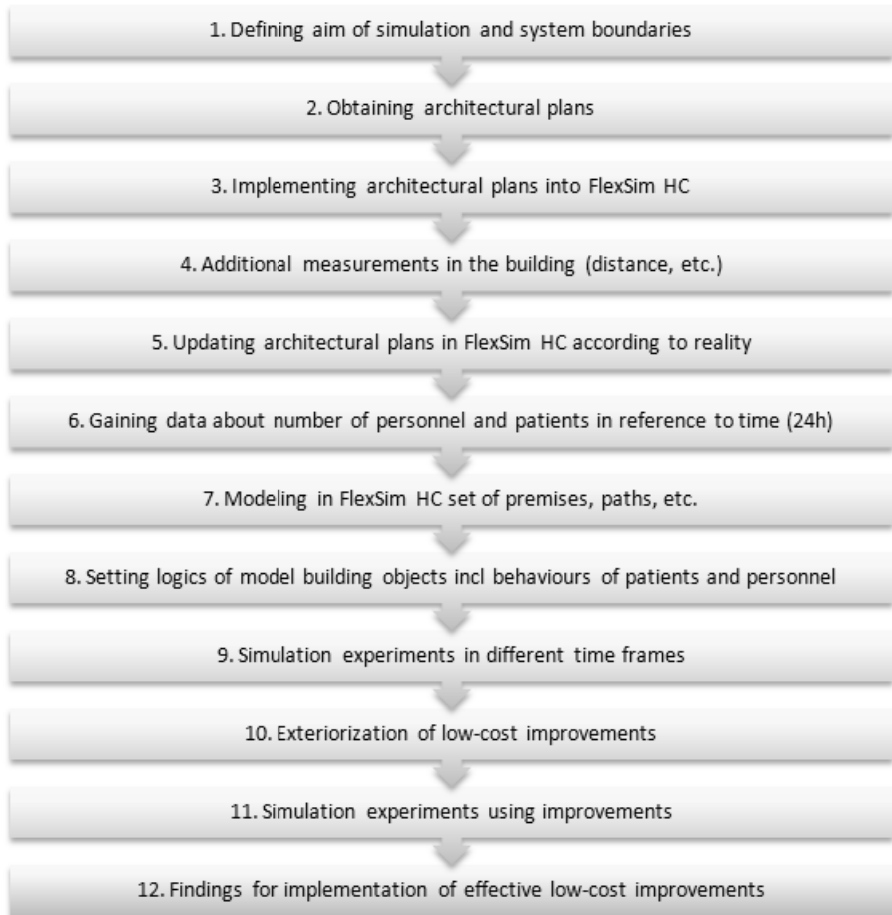 1. Defining aim of simulation and system boundaries
2. Obtaining architectural plans
3. Implementing architectural plans into FlexSim HC
4. Additional measurements in the building (distance, etc.)
5. Updating architectural plans in FlexSim HC according to reality
6. Gaining data about number of personnel and patients in reference to time (24h)
7. Modeling in FlexSim HC set of premises, paths, etc.
8. Setting logics of model building objects incl behaviours of patients and personnel
9. Simulation experiments in different time frames
10. Exteriorization of low-cost improvements
11. Simulation experiments using improvements
12. Findings for implementation of effective low-cost improvements